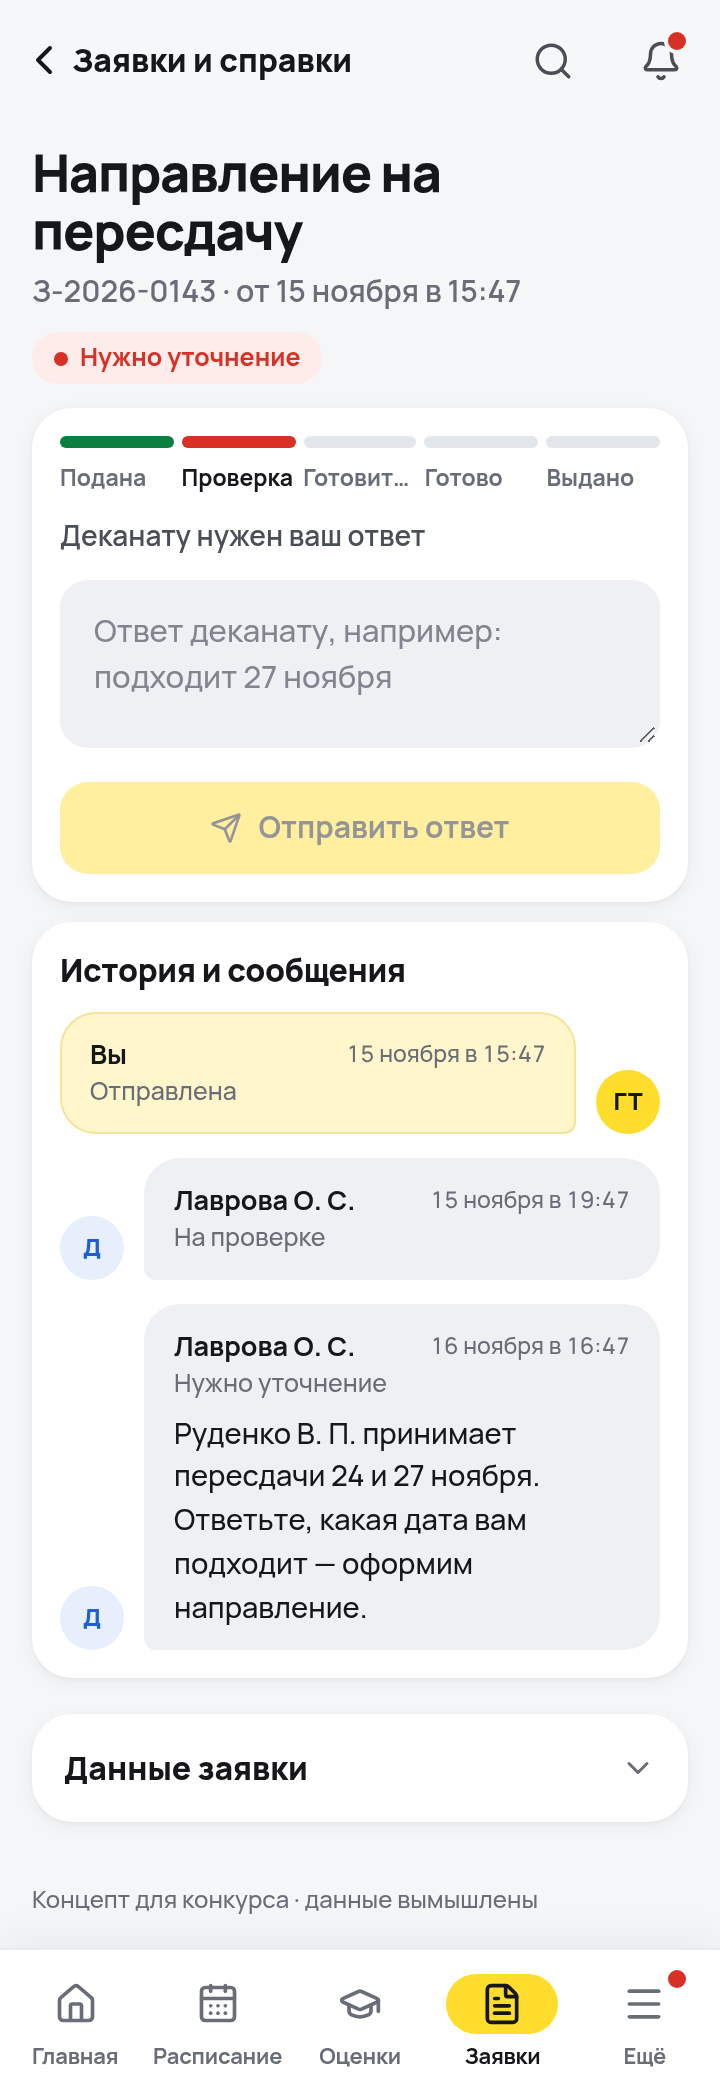 Заявки и справки
Направление на
пересдачу
З-2026-0143 · от 15 ноября в 15:47
Нужно уточнение
Подана Проверка Готовит... Готово Выдано
Деканату нужен ваш ответ
Ответ деканату, например:
подходит 27 ноября
Отправить ответ
История и сообщения
Вы 15 ноября в 15:47
Отправлена
ГТ
Лаврова О. С. 15 ноября в 19:47
На проверке
Д
Лаврова О. С. 16 ноября в 16:47
Нужно уточнение
Руденко В. П. принимает
пересдачи 24 и 27 ноября.
Ответьте, какая дата вам
подходит — оформим
направление.
Д
Данные заявки
Концепт для конкурса · данные вымышлены
Главная Расписание Оценки Заявки Ещё